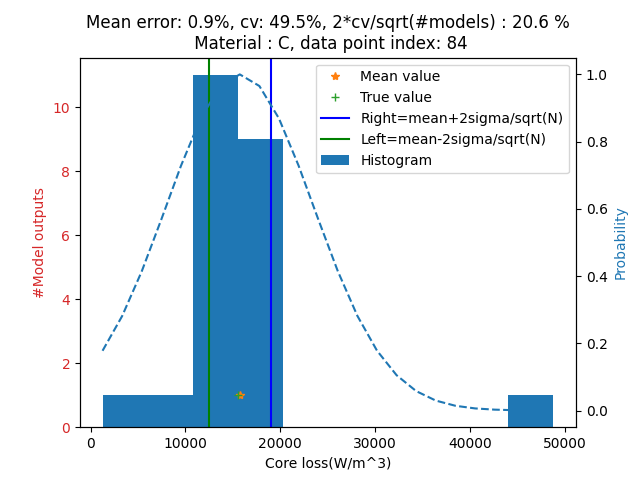 Mean error: 0.9%, cv: 49.5%, 2*cv/sqrt(#models) : 20.6 %
Material : C, data point index: 84
Mean value
True value
Right=mean+2sigma/sqrt(N)
Left=mean-2sigma/sqrt(N)
Histogram
#Model outputs
0
2
4
6
8
10
Probability
0.0
0.2
0.4
0.6
0.8
1.0
0
10000
20000
30000
40000
50000
Core loss(W/m^3)